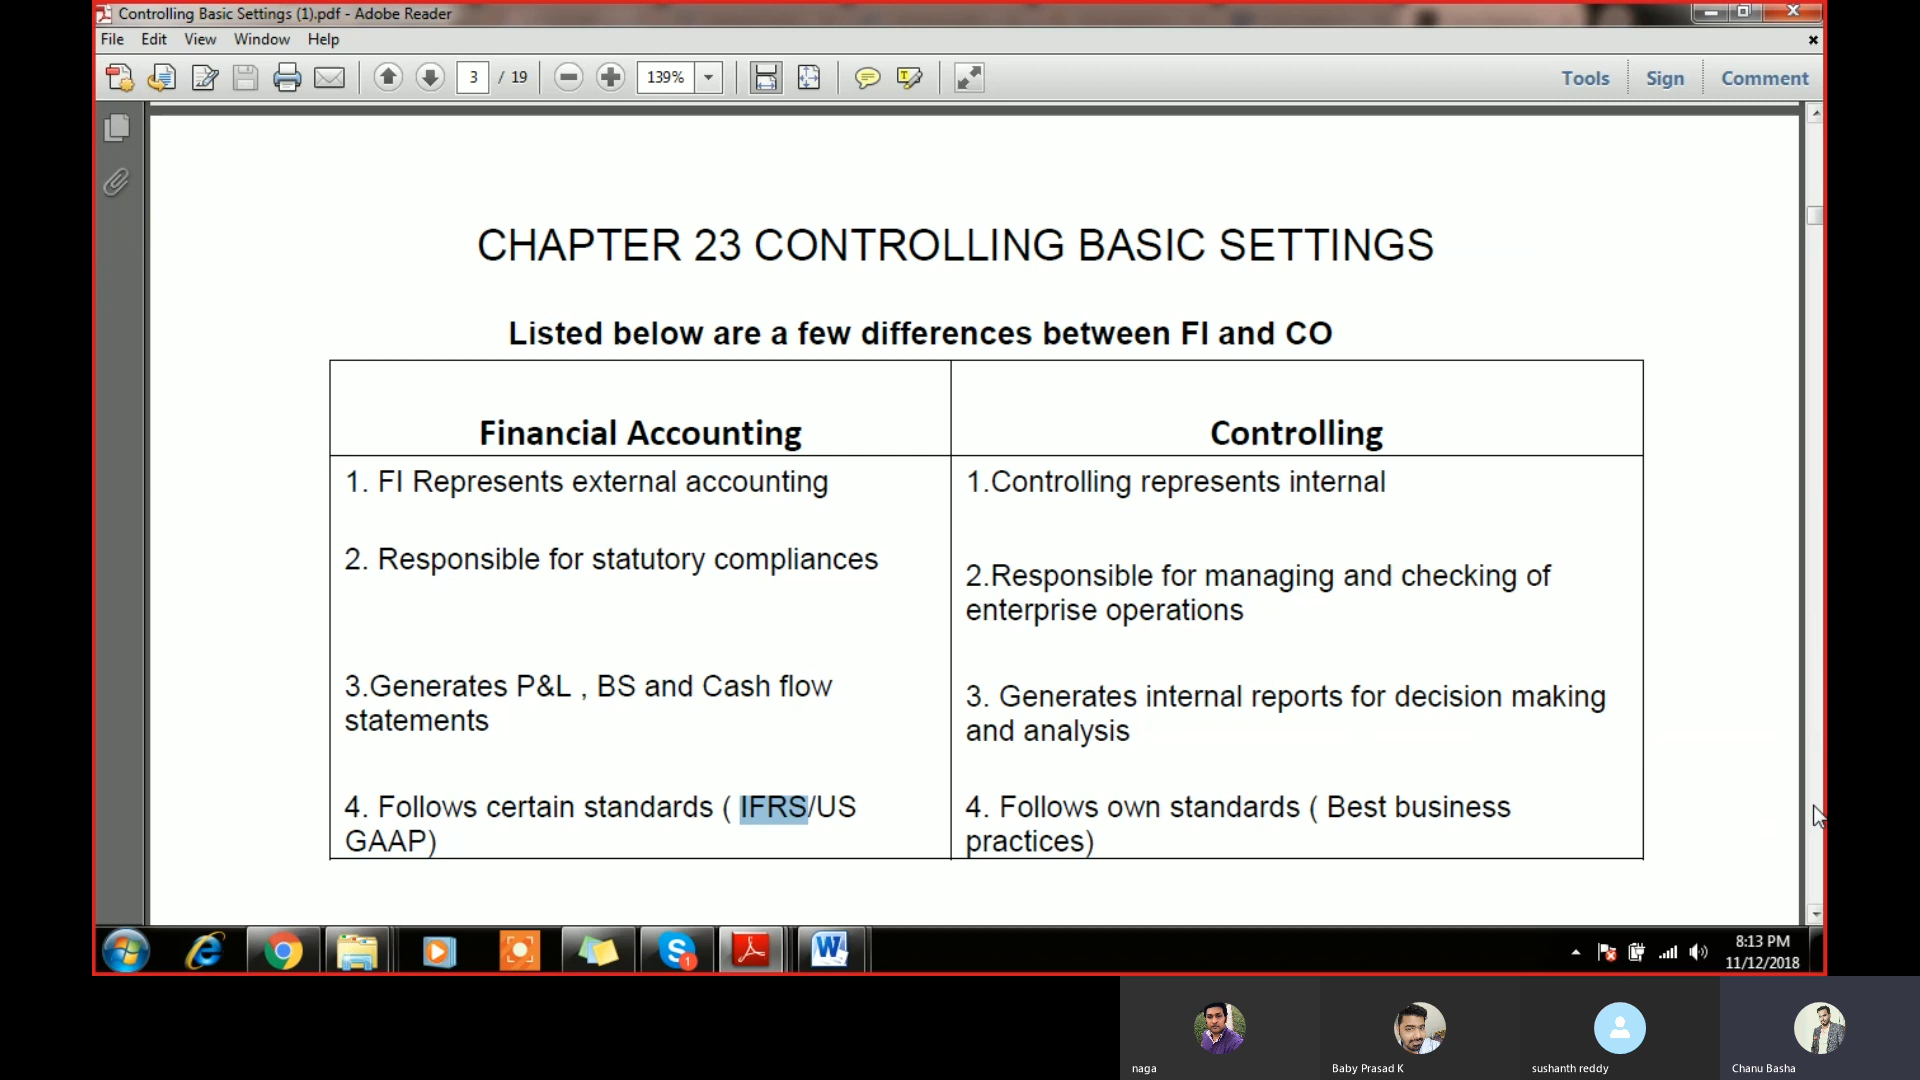 Controlling Basic Settings (1).pdf - Adobe Reader
File Edit View Window Help
3 / 19 139% Tools Sign Comment
CHAPTER 23 CONTROLLING BASIC SETTINGS
Listed below are a few differences between FI and CO
Financial Accounting
1. FI Represents external accounting
2. Responsible for statutory compliances
3.Generates P&L , BS and Cash flow
statements
4. Follows certain standards ( IFRS/US
GAAP)
Controlling
1.Controlling represents internal
2.Responsible for managing and checking of
enterprise operations
3. Generates internal reports for decision making
and analysis
4. Follows own standards ( Best business
practices)
1
8:13 PM
11/12/2018
naga
Baby Prasad K
sushanth reddy
Chanu Basha